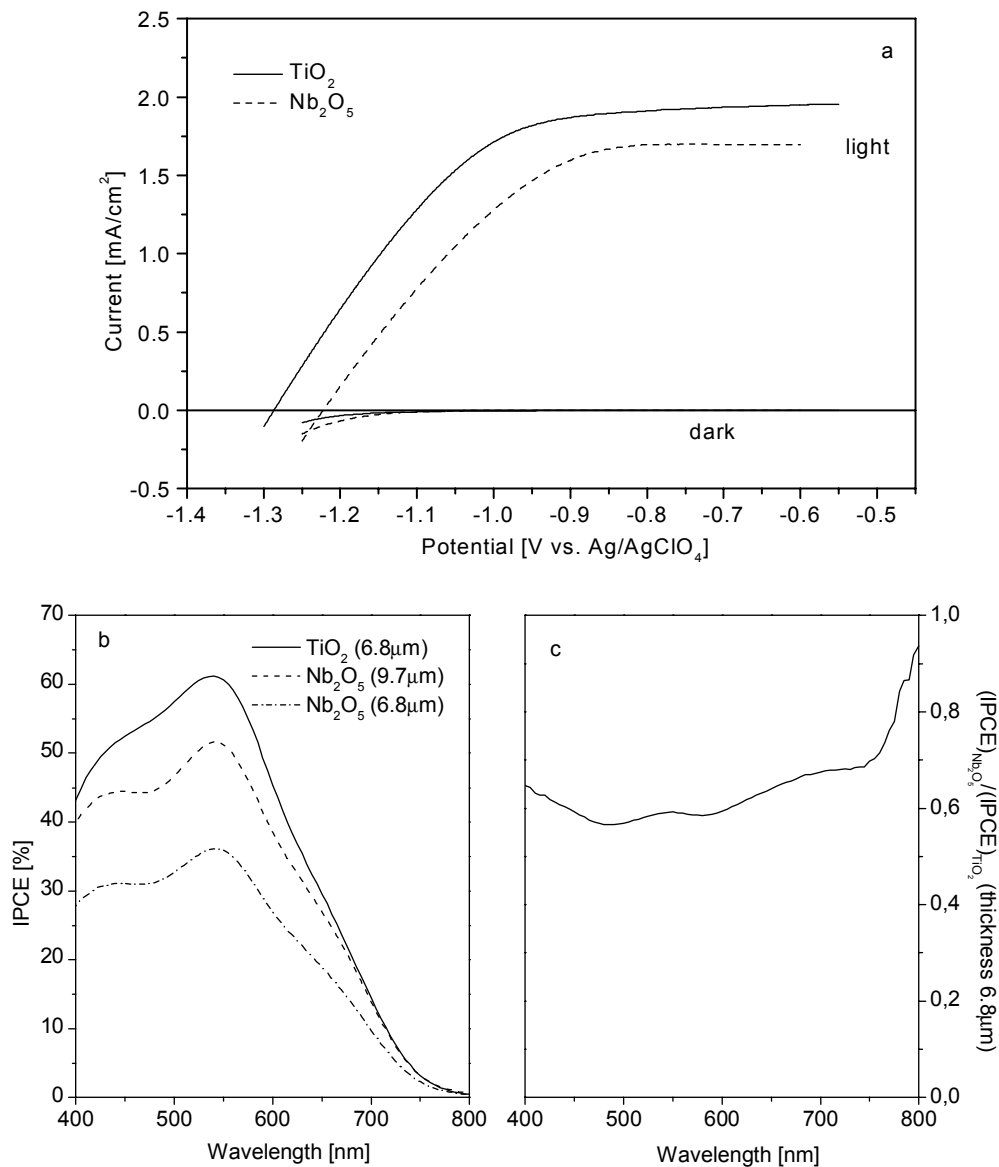 a
TiO2
Nb2O5
light
dark
2.5
2.0
1.5
1.0
0.5
0.0
-0.5
Current [mA/cm2]
-1.4 -1.3 -1.2 -1.1 -1.0 -0.9 -0.8 -0.7 -0.6 -0.5
Potential [V vs. Ag/AgClO4]
b
TiO2 (6.8μm)
Nb2O5 (9.7μm)
Nb2O5 (6.8μm)
70
60
50
40
30
20
10
0
IPCE [%]
400 500 600 700 800
Wavelength [nm]
c
1,0
0,8
0,6
0,4
0,2
0,0
(IPCE)Nb2O5/(IPCE)TiO2 (thickness 6.8μm)
400 500 600 700 800
Wavelength [nm]